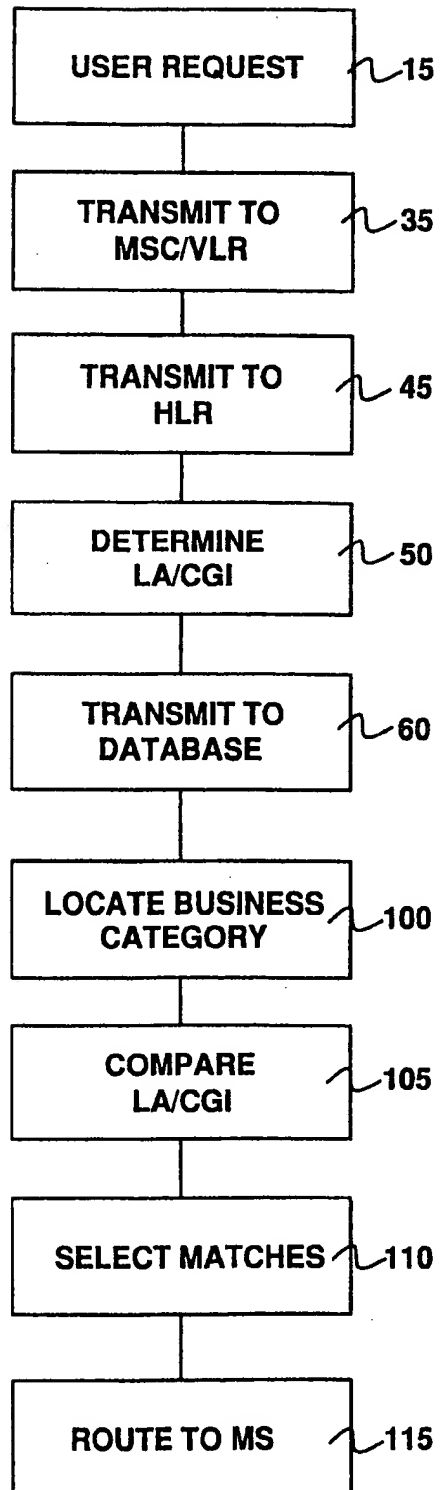 USER REQUEST 15
TRANSMIT TO
MSC/VLR 35
TRANSMIT TO
HLR 45
DETERMINE
LA/CGI 50
TRANSMIT TO
DATABASE 60
LOCATE BUSINESS
CATEGORY 100
COMPARE
LA/CGI 105
SELECT MATCHES 110
ROUTE TO MS 115